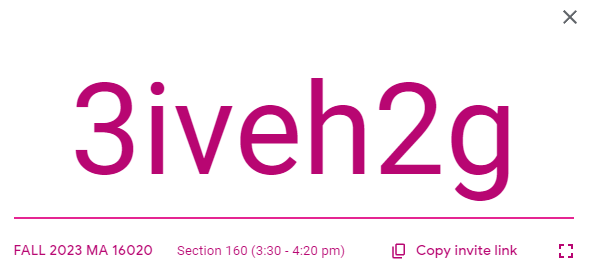 3iveh2g
FALL 2023 MA 16020 Section 160 (3:30 - 4:20 pm) Copy invite link